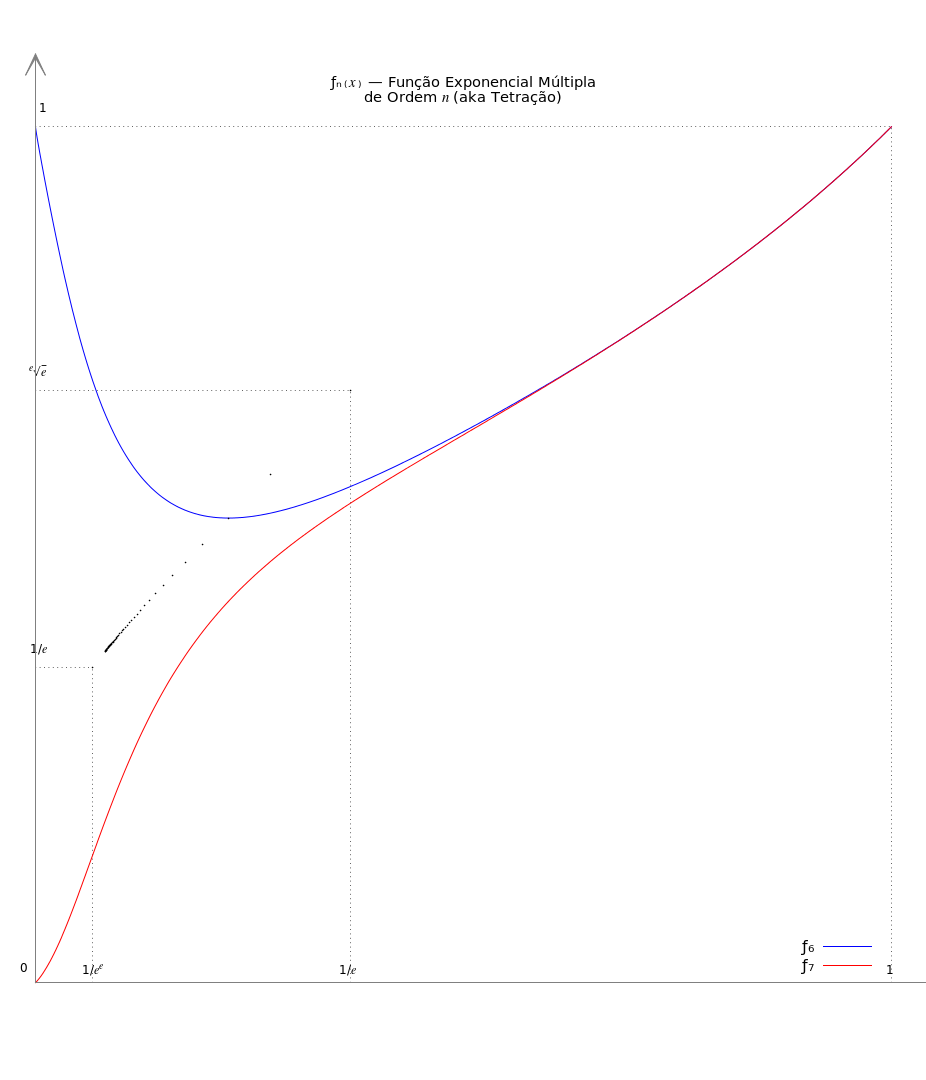 ƒₙ₍𝑥₎ — Função Exponencial Múltipla
de Ordem 𝑛 (aka Tetração)
1
ᵉ√e
1/e
0
1/eᵉ
1/e
1
ƒ₆
ƒ₇